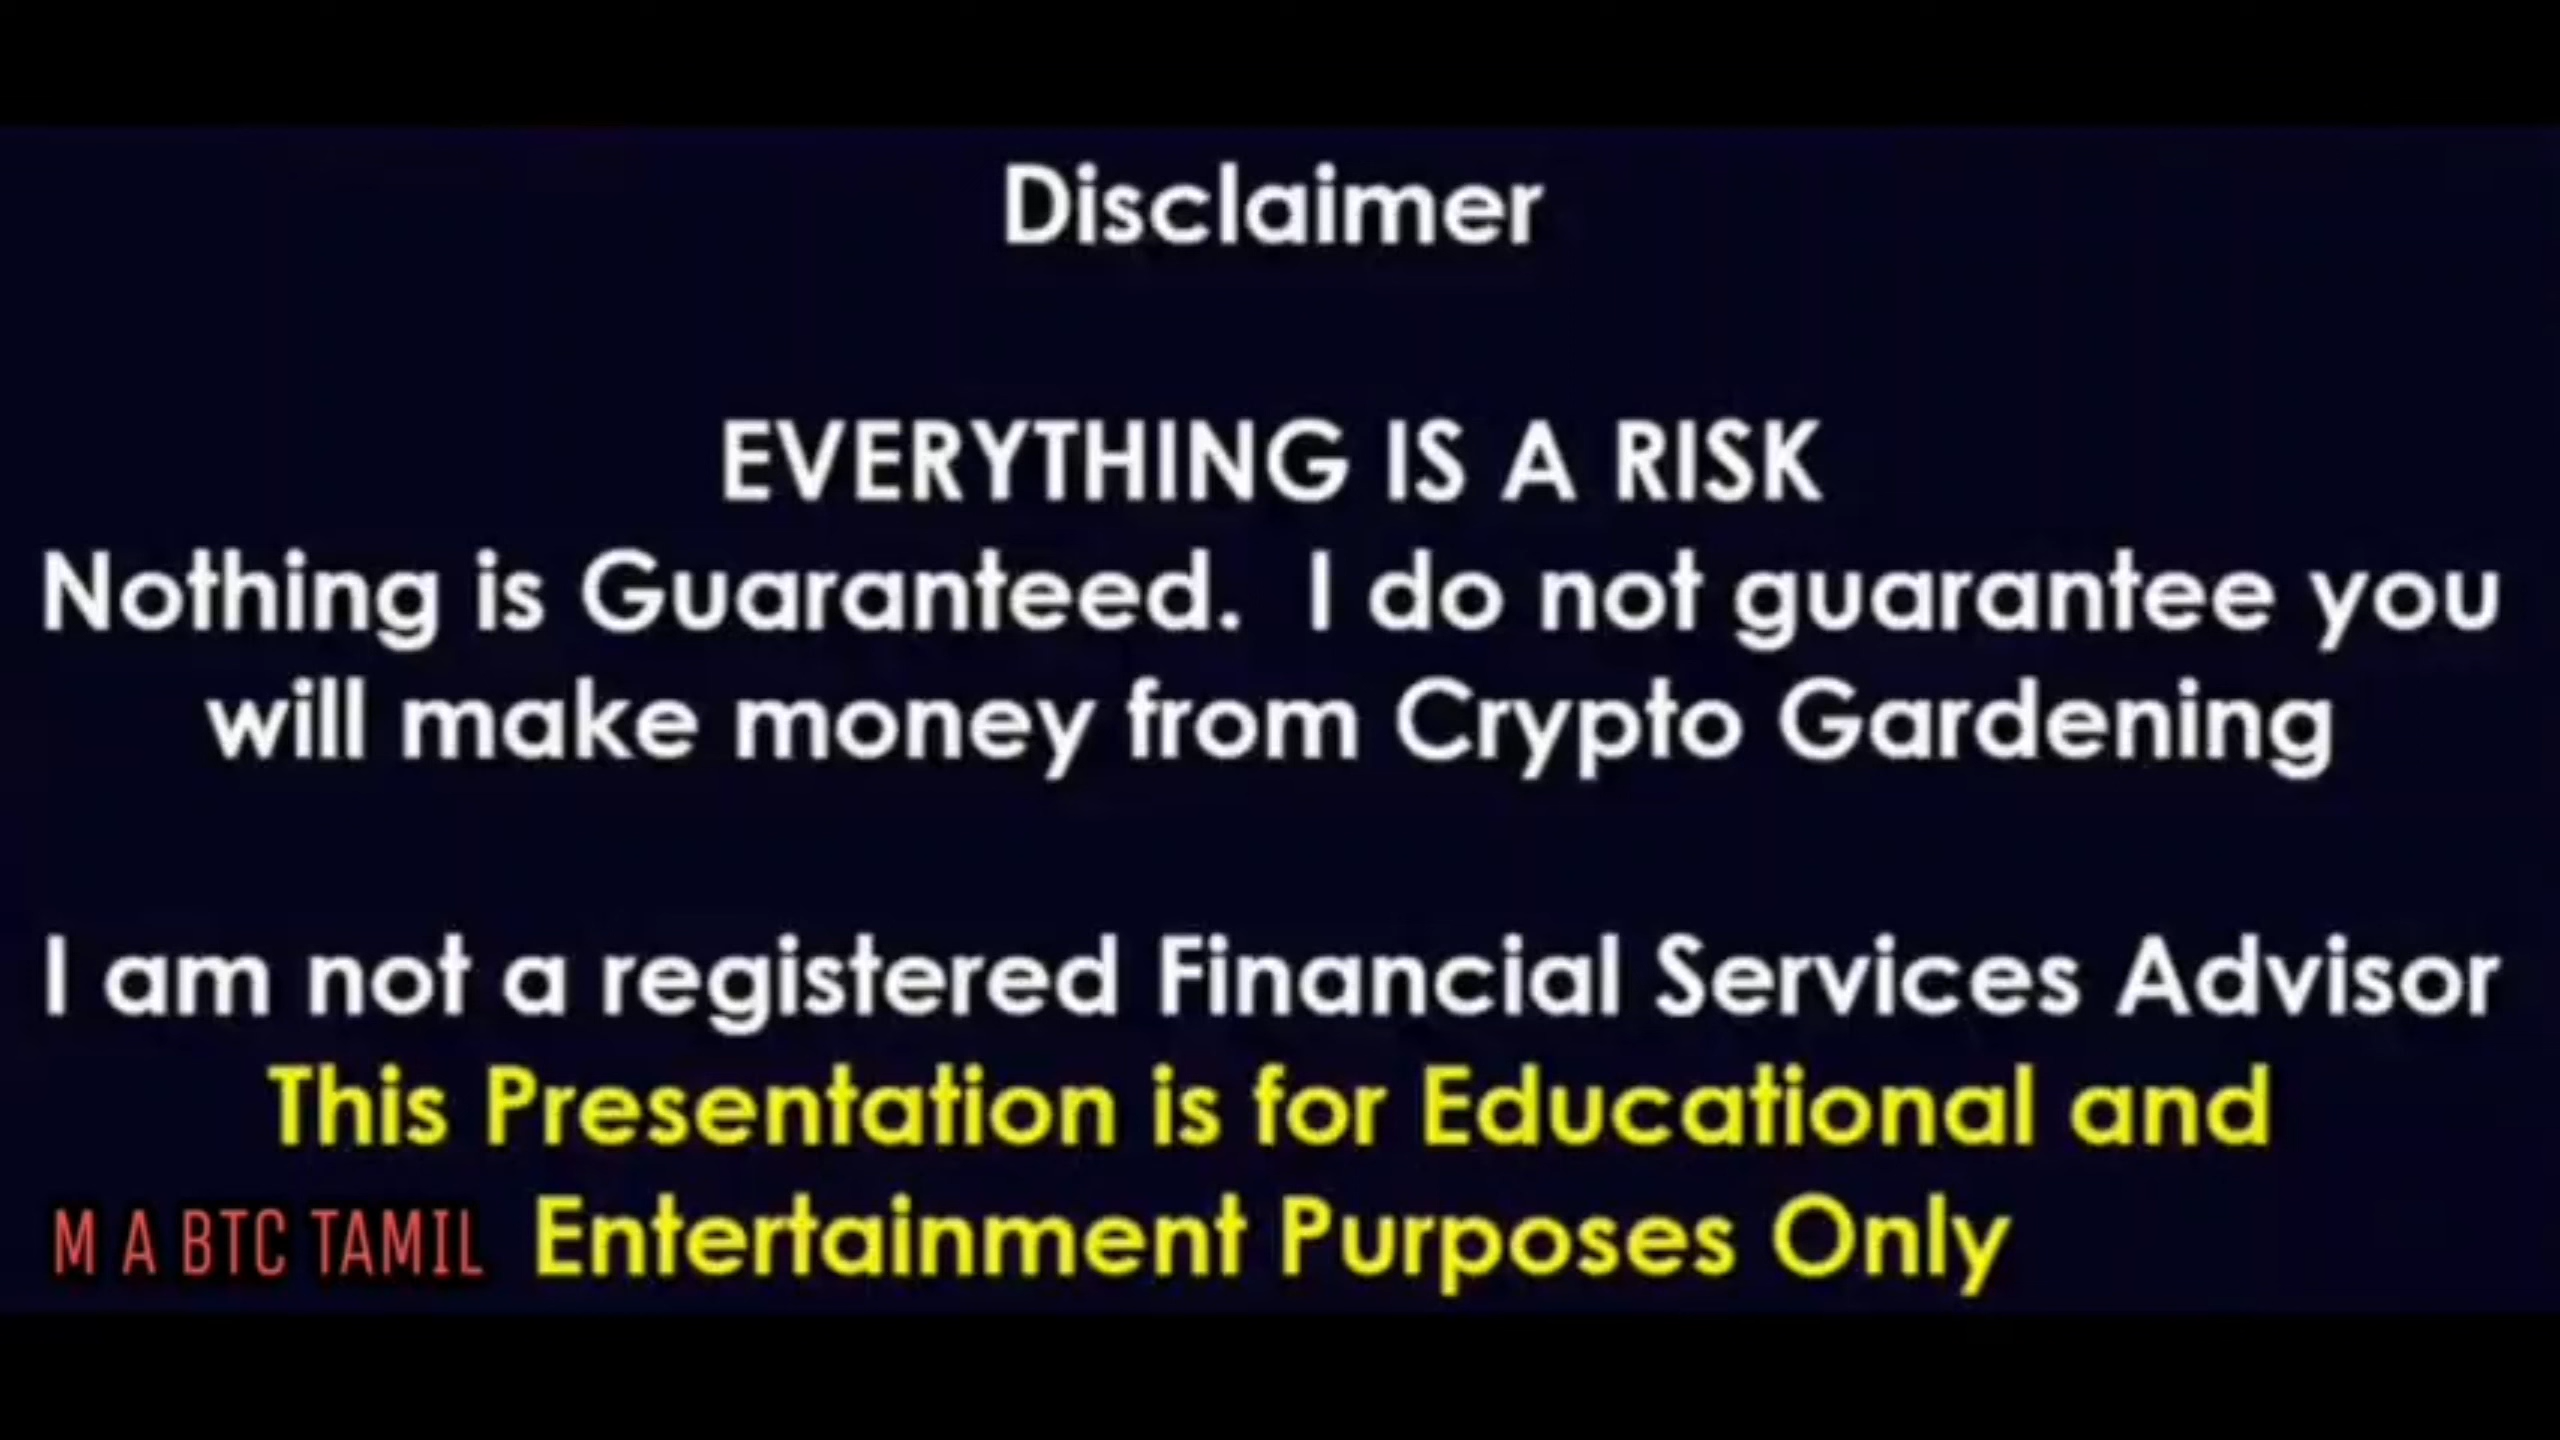 Disclaimer
EVERYTHING IS A RISK
Nothing is Guaranteed.  I do not guarantee you
will make money from Crypto Gardening
I am not a registered Financial Services Advisor
This Presentation is for Educational and
Entertainment Purposes Only
M A BTC TAMIL